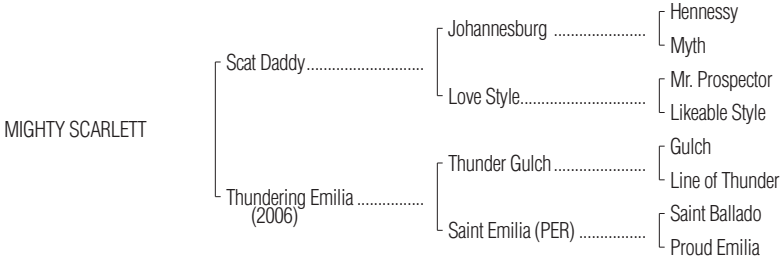 Hennessy
Johannesburg ....................
Myth
Scat Daddy..........................
Mr. Prospector
Love Style...........................
Likeable Style
MIGHTY SCARLETT
Gulch
Thunder Gulch ....................
Line of Thunder
Thundering Emilia ...............
(2006)
Saint Ballado
Saint Emilia (PER) ...............
Proud Emilia